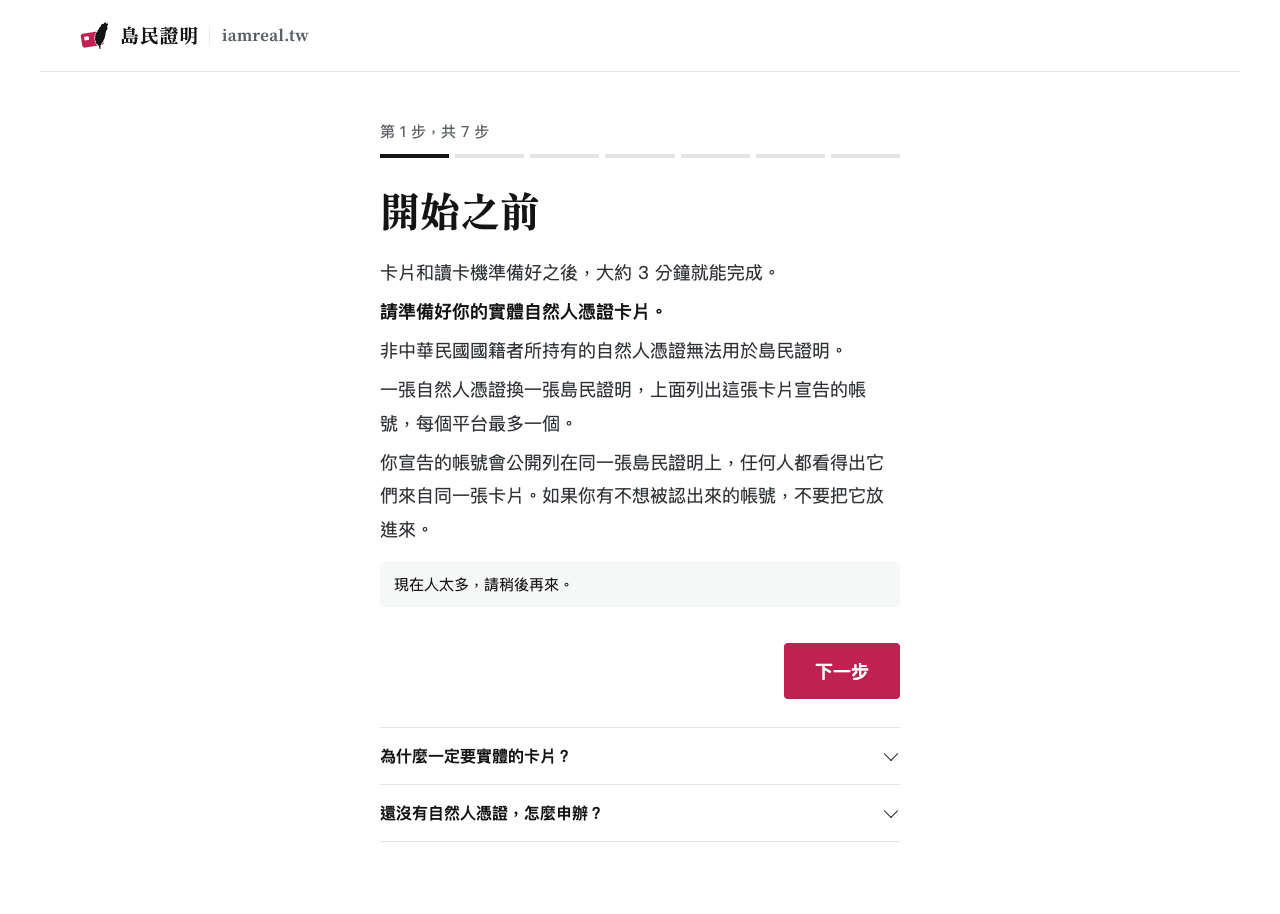 島民證明 iamreal.tw
第 1 步，共 7 步
開始之前
卡片和讀卡機準備好之後，大約 3 分鐘就能完成。
請準備好你的實體自然人憑證卡片。
非中華民國國籍者所持有的自然人憑證無法用於島民證明。
一張自然人憑證換一張島民證明，上面列出這張卡片宣告的帳
號，每個平台最多一個。
你宣告的帳號會公開列在同一張島民證明上，任何人都看得出它
們來自同一張卡片。如果你有不想被認出來的帳號，不要把它放
進來。
現在人太多，請稍後再來。
下一步
為什麼一定要實體的卡片？
還沒有自然人憑證，怎麼申辦？